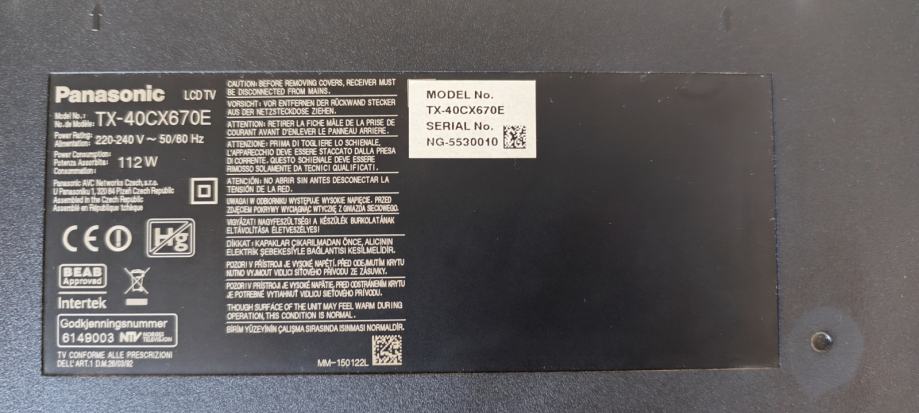 Panasonic LCD TV
Model No.:
No. de Modèle: TX-40CX670E
Power Rating:
Alimentation: 220-240 V ~ 50/60 Hz
Power Consumption:
Potenza Assorbita: 112 W
Consommation:
Panasonic AVC Networks Czech, s.r.o.
U Panasoniku 1, 320 84 Plzeň Czech Republic
Assembled in the Czech Republic
Assemblé en République tchèque
CE
Hg
BEAB
Approved
Intertek
Godkjenningsnummer
6149003 NTV NORGES TELEVISION
TV CONFORME ALLE PRESCRIZIONI
DELL'ART.1 D.M.26/03/92
CAUTION: BEFORE REMOVING COVERS, RECEIVER MUST
BE DISCONNECTED FROM MAINS.
VORSICHT: VOR ENTFERNEN DER RÜCKWAND STECKER
AUS DER NETZSTECKDOSE ZIEHEN.
ATTENTION: RETIRER LA FICHE MÂLE DE LA PRISE DE
COURANT AVANT D'ENLEVER LE PANNEAU ARRIERE.
ATTENZIONE: PRIMA DI TOGLIERE LO SCHIENALE,
L'APPARECCHIO DEVE ESSERE STACCATO DALLA PRESA
DI CORRENTE. QUESTO SCHIENALE DEVE ESSERE
RIMOSSO SOLAMENTE DA TECNICI QUALIFICATI.
ATENCIÓN: NO ABRIR SIN ANTES DESCONECTAR LA
TENSIÓN DE LA RED.
UWAGA! W ODBIORNIKU WYSTĘPUJE WYSOKIE NAPIĘCIE. PRZED
ZDJĘCIEM POKRYWY WYCIĄGNĄĆ WTYCZKĘ Z GNIAZDA SIECIOWEGO.
VIGYÁZAT! NAGYFESZÜLTSÉG! A KÉSZÜLÉK BURKOLATÁNAK
ELTÁVOLÍTÁSA ÉLETVESZÉLYES!
DİKKAT: KAPAKLAR ÇIKARILMADAN ÖNCE, ALICININ
ELEKTRİK ŞEBEKESİYLE BAĞLANTISI KESİLMELİDİR.
POZOR! V PŘÍSTROJI JE VYSOKÉ NAPĚTÍ. PŘED ODEJMUTÍM KRYTU
NUTNO VYJMOUT VIDLICI SÍŤOVÉHO PŘÍVODU ZE ZÁSUVKY.
POZOR! V PRÍSTROJI JE VYSOKÉ NAPÄTIE, PRED ODSTRÁNENÍM KRYTU
JE POTREBNÉ VYTIAHNUŤ VIDLICU SIEŤOVÉHO PRÍVODU.
THOUGH SURFACE OF THE UNIT MAY FEEL WARM DURING
OPERATION, THIS CONDITION IS NORMAL.
BİRİM YÜZEYİNİN ÇALIŞMA SIRASINDA ISINMASI NORMALDİR.
MM-150122L
MODEL No.
TX-40CX670E
SERIAL No.
NG-5530010